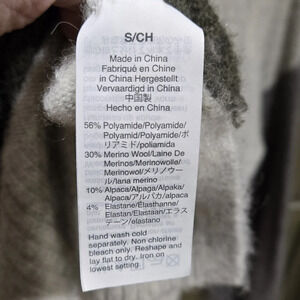 S/CH
Made in China
Fabriqué en Chine
in China Hergestellt
Vervaardigd in China
中国製
Hecho en China
56% Polyamide/Polyamide/
Polyamid/Polyamide/ポ
リアミド/poliamida
30% Merino Wool/Laine De
Merinos/Merinowolle/
Merinowol/メリノウー
ル/lana merino
10% Alpaca/Alpaga/Alpaka/
Alpaca/アルパカ/alpaca
4% Elastane/Élasthanne/
Elastan/Elastaan/エラス
テーン/elastano
Hand wash cold
separately. Non chlorine
bleach only. Reshape and
lay flat to dry. Iron on
lowest setting.